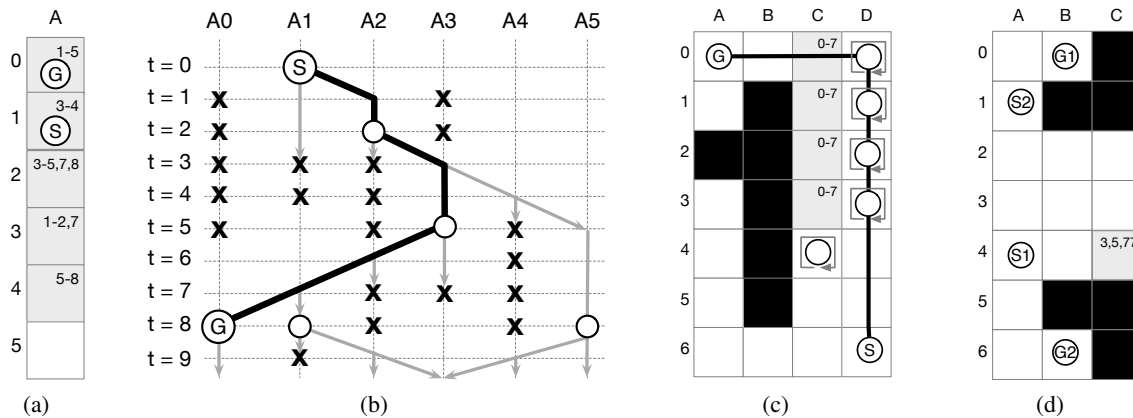 A
0
1-5
G
1
3-4
S
2
3-5,7,8
3
1-2,7
4
5-8
5
(a)
A0 A1 A2 A3 A4 A5
t = 0 S
t = 1 X X
t = 2 X X
t = 3 X X X
t = 4 X X X
t = 5 X X X
t = 6 X
t = 7 X X X
t = 8 G X X
t = 9 X
(b)
A B C D
0 G 0-7
1 0-7
2 0-7
3 0-7
4
5
6 S
(c)
A B C
0 G1
1 S2
2
3
4 S1 3,5,77
5
6 G2
(d)